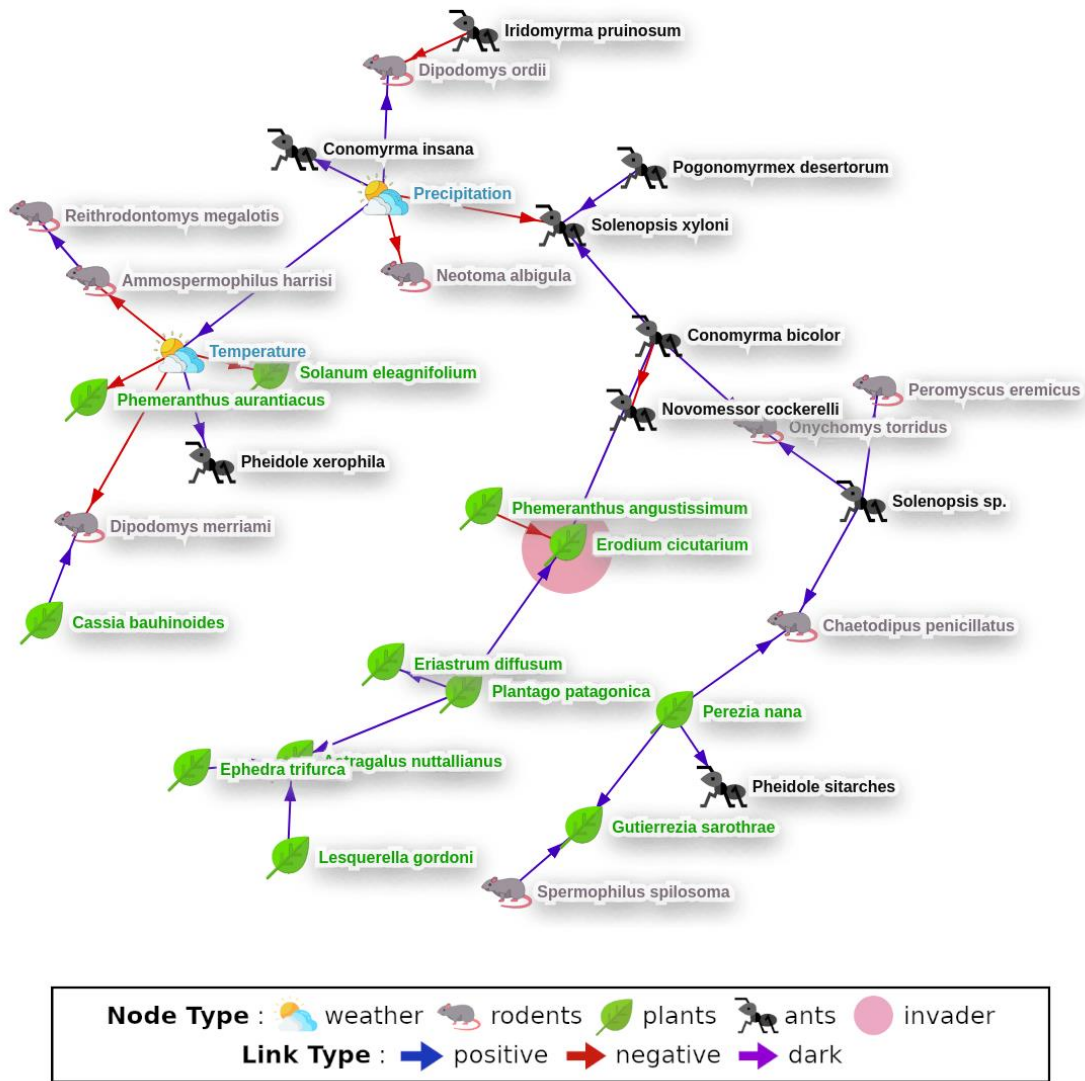 Iridomyrma pruinosum
Dipodomys ordii
Conomyrma insana
Pogonomyrmex desertorum
Precipitation
Reithrodontomys megalotis
Solenopsis xyloni
Ammospermophilus harrisi
Neotoma albigula
Conomyrma bicolor
Temperature
Solanum eleagnifolium
Peromyscus eremicus
Phemeranthus aurantiacus
Novomessor cockerelli
Onychomys torridus
Pheidole xerophila
Solenopsis sp.
Phemeranthus angustissimum
Dipodomys merriami
Erodium cicutarium
Cassia bauhinoides
Chaetodipus penicillatus
Eriastrum diffusum
Plantago patagonica
Perezia nana
Astragalus nuttallianus
Ephedra trifurca
Pheidole sitarches
Gutierrezia sarothrae
Lesquerella gordoni
Spermophilus spilosoma
Node Type : weather rodents plants ants invader
Link Type : positive negative dark